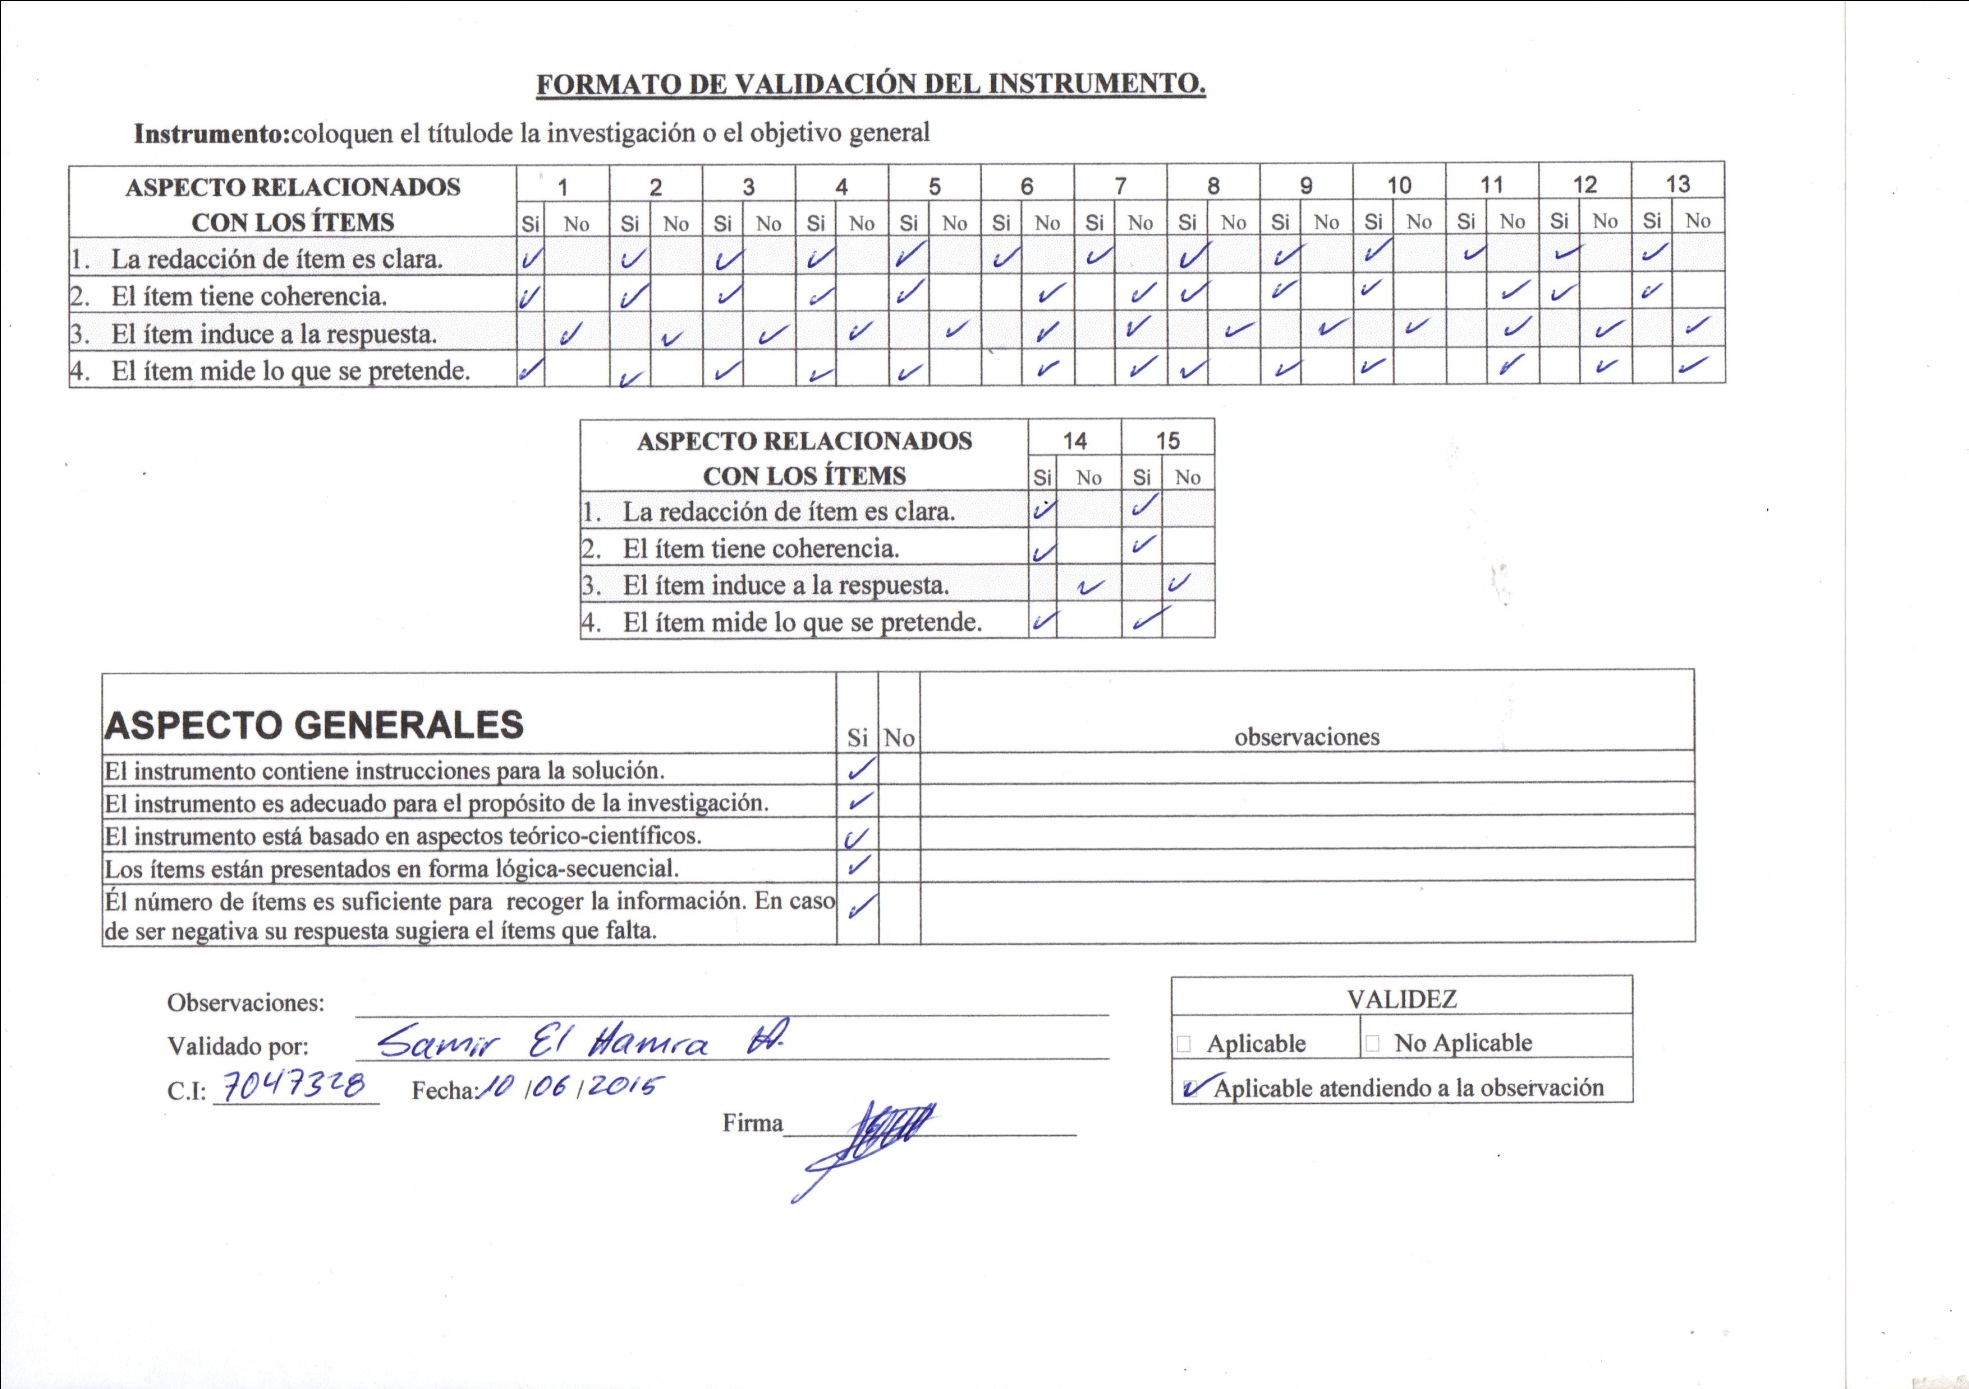 FORMATO DE VALIDACIÓN DEL INSTRUMENTO.
Instrumento:coloquen el títulode la investigación o el objetivo general
ASPECTO RELACIONADOS CON LOS ÍTEMS 1 2 3 4 5 6 7 8 9 10 11 12 13
Si No Si No Si No Si No Si No Si No Si No Si No Si No Si No Si No Si No Si No
1. La redacción de ítem es clara. ✓ ✓ ✓ ✓ ✓ ✓ ✓ ✓ ✓ ✓ ✓ ✓ ✓
2. El ítem tiene coherencia. ✓ ✓ ✓ ✓ ✓ ✓ ✓ ✓ ✓ ✓ ✓ ✓ ✓
3. El ítem induce a la respuesta. ✓ ✓ ✓ ✓ ✓ ✓ ✓ ✓ ✓ ✓ ✓ ✓ ✓
4. El ítem mide lo que se pretende. ✓ ✓ ✓ ✓ ✓ ✓ ✓ ✓ ✓ ✓ ✓ ✓ ✓
ASPECTO RELACIONADOS CON LOS ÍTEMS 14 15
Si No Si No
1. La redacción de ítem es clara. ✓ ✓
2. El ítem tiene coherencia. ✓ ✓
3. El ítem induce a la respuesta. ✓ ✓
4. El ítem mide lo que se pretende. ✓ ✓
ASPECTO GENERALES Si No observaciones
El instrumento contiene instrucciones para la solución. ✓
El instrumento es adecuado para el propósito de la investigación. ✓
El instrumento está basado en aspectos teórico-científicos. ✓
Los ítems están presentados en forma lógica-secuencial. ✓
Él número de ítems es suficiente para recoger la información. En caso ✓
de ser negativa su respuesta sugiera el ítems que falta.
Observaciones:
Validado por: Samir El Hamra
C.I: 7047328 Fecha: 10 /06 /2015
Firma
VALIDEZ
☐ Aplicable ☐ No Aplicable
✓ Aplicable atendiendo a la observación